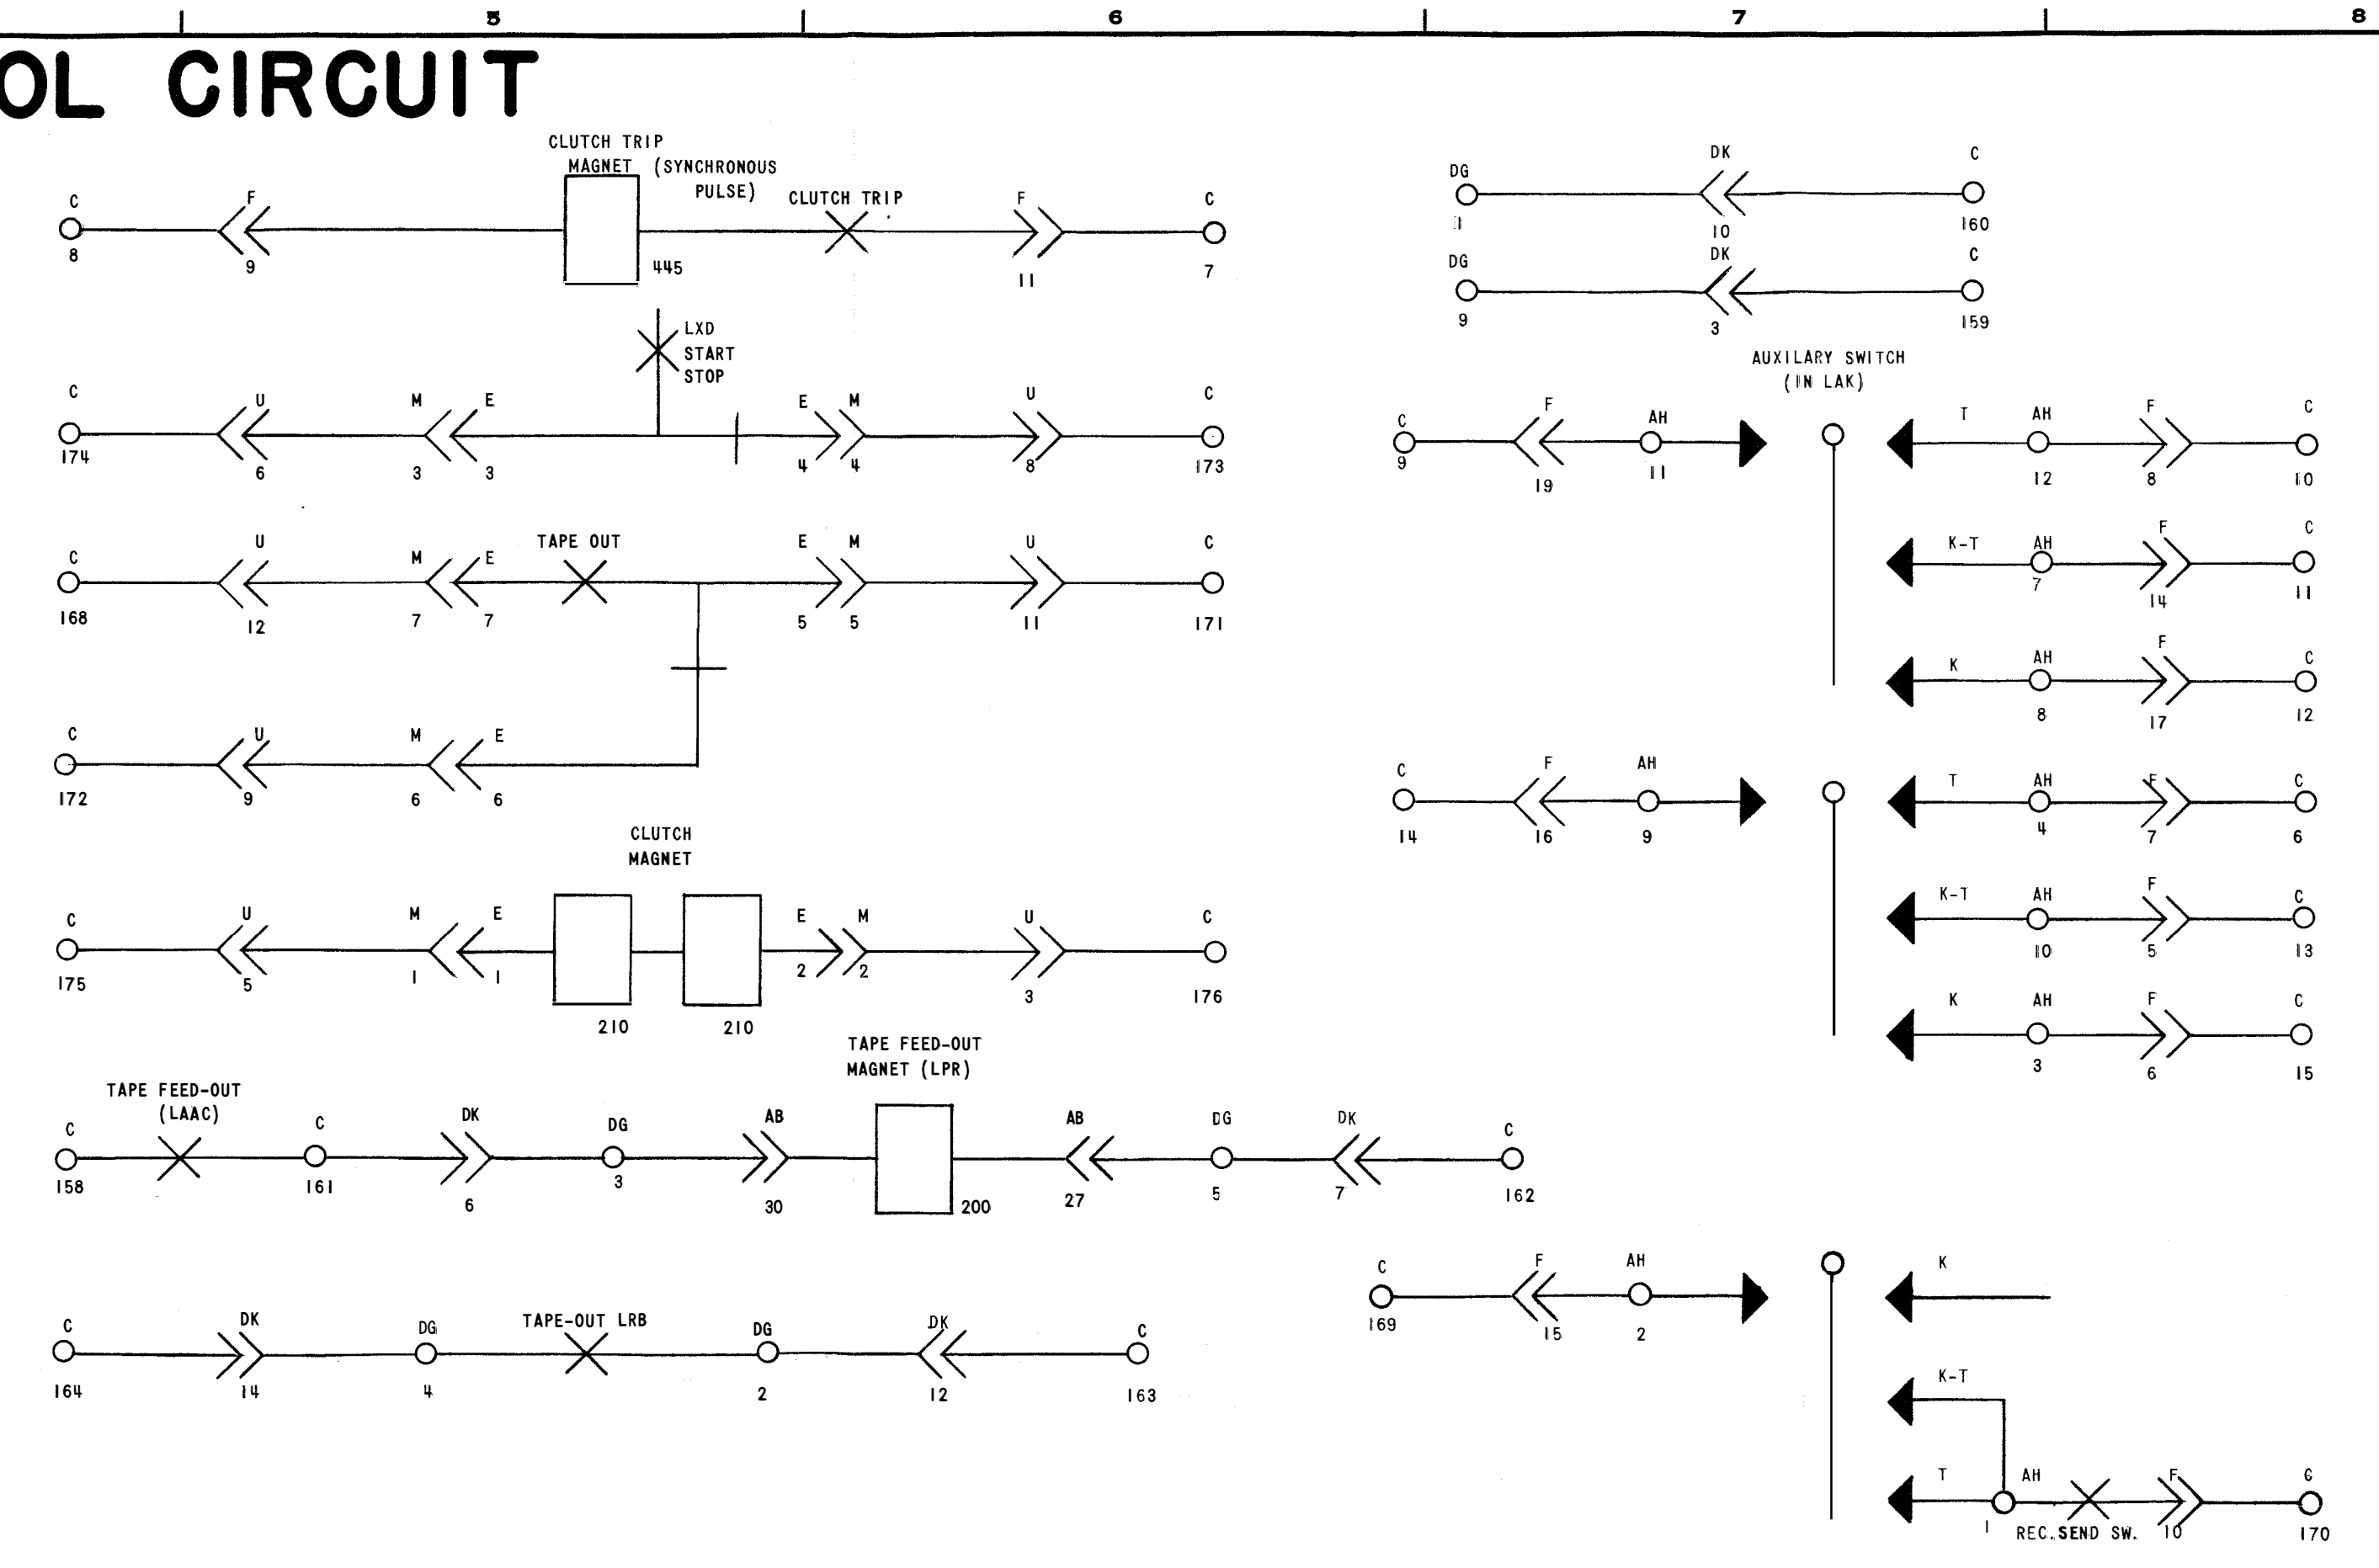 5 6 7 8
OL CIRCUIT
CLUTCH TRIP
MAGNET (SYNCHRONOUS
PULSE)
CLUTCH TRIP
C F F C
8 9 445 11 7
DG DK C
1 10 160
DG DK C
9 3 159
LXD
START
STOP
C U M E E M U C
174 6 3 3 4 4 8 173
AUXILARY SWITCH
(IN LAK)
C F AH T AH F C
9 19 11 12 8 10
K-T AH F C
7 14 11
K AH F C
8 17 12
TAPE OUT
C U M E E M U C
168 12 7 7 5 5 11 171
C U M E
172 9 6 6
C F AH T AH F C
14 16 9 4 7 6
K-T AH F C
10 5 13
K AH F C
3 6 15
CLUTCH
MAGNET
C U M E E M U C
175 5 1 1 2 2 3 176
210 210
TAPE FEED-OUT
MAGNET (LPR)
TAPE FEED-OUT
(LAAC)
C C DK DG AB AB DG DK C
158 161 6 3 30 200 27 5 7 162
C F AH K
169 15 2
K-T
T AH F C
1 REC. SEND SW. 10 170
TAPE-OUT LRB
C DK DG DG DK C
164 14 4 2 12 163